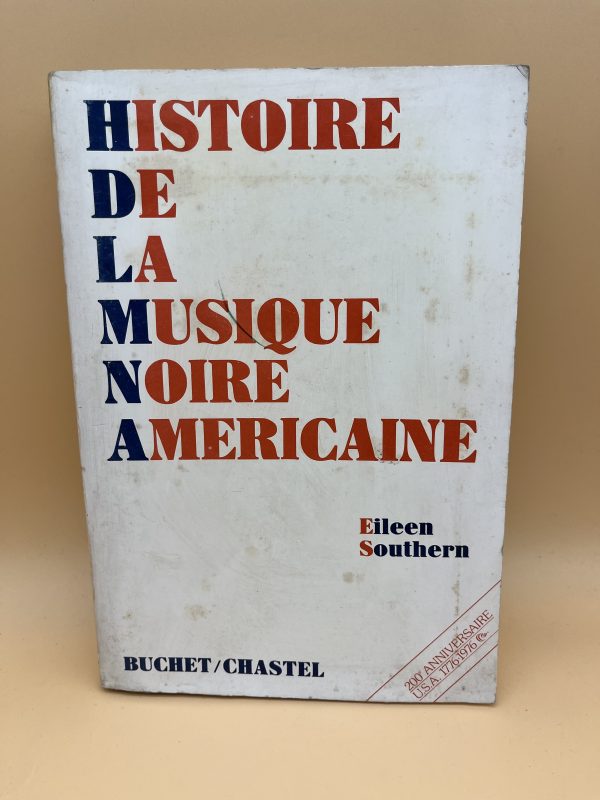 HISTOIRE
DE
LA
MUSIQUE
NOIRE
AMERICAINE
Eileen
Southern
BUCHET/CHASTEL
200e ANNIVERSAIRE
U.S.A. 1776-1976